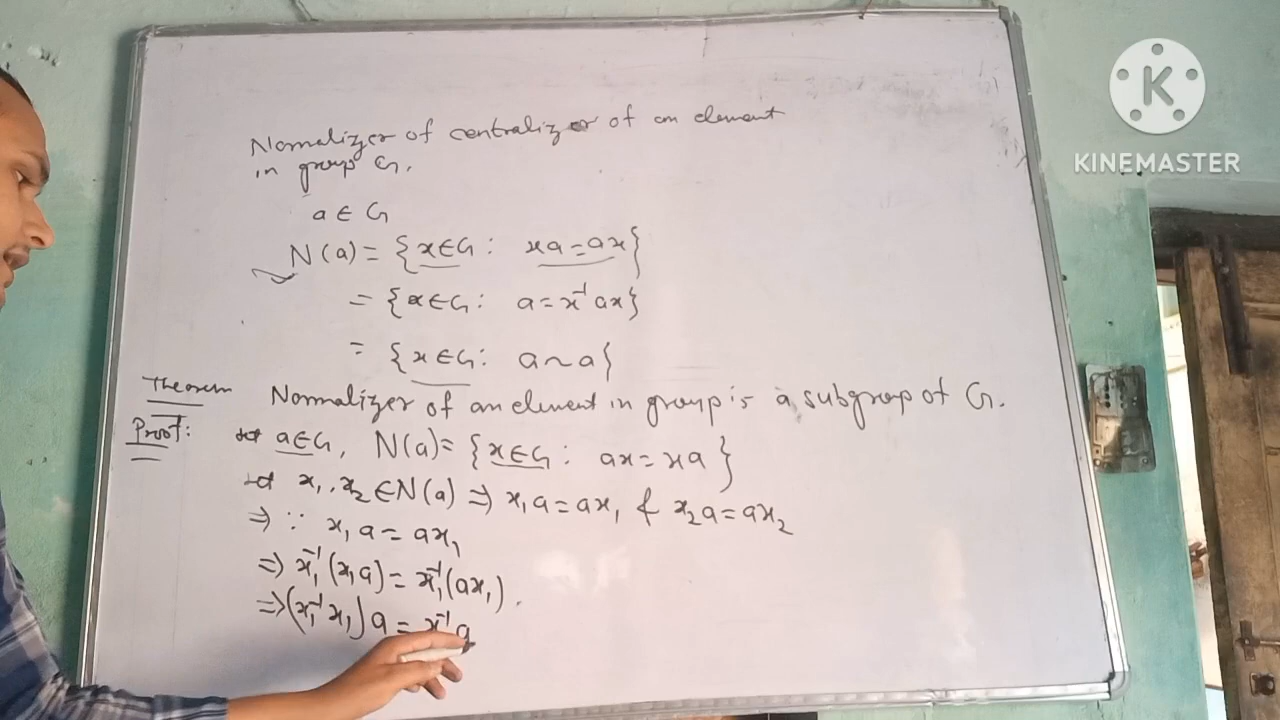 Normalizer of centralizer of an element
in group G.
a ∈ G
N(a) = {x∈G : xa = ax}
= {x∈G : a = x⁻¹ax}
= {x∈G : a ~ a}
Theorem Normalizer of an element in group is a subgroup of G.
Proof: let a∈G, N(a) = {x∈G : ax = xa}
let x₁, x₂ ∈ N(a) ⇒ x₁a = ax₁ & x₂a = ax₂
⇒ ∵ x₁a = ax₁
⇒ x₁⁻¹(x₁a) = x₁⁻¹(ax₁)
⇒ (x₁⁻¹x₁)a = x⁻¹a
KINEMASTER